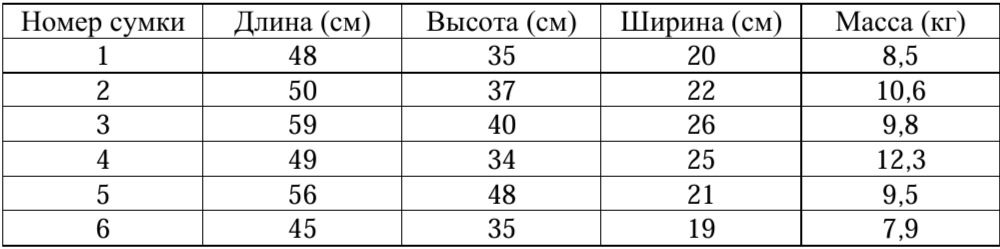 Номер сумки Длина (см) Высота (см) Ширина (см) Масса (кг)
1 48 35 20 8,5
2 50 37 22 10,6
3 59 40 26 9,8
4 49 34 25 12,3
5 56 48 21 9,5
6 45 35 19 7,9